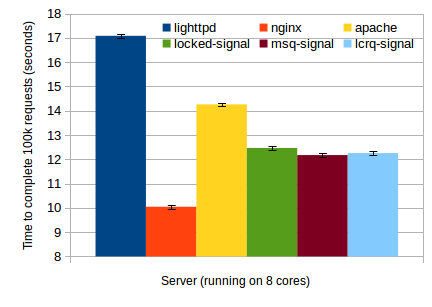 18
17
16
15
14
13
12
11
10
9
8
Time to complete 100k requests (seconds)
lighttpd nginx apache
locked-signal msq-signal lcrq-signal
Server (running on 8 cores)